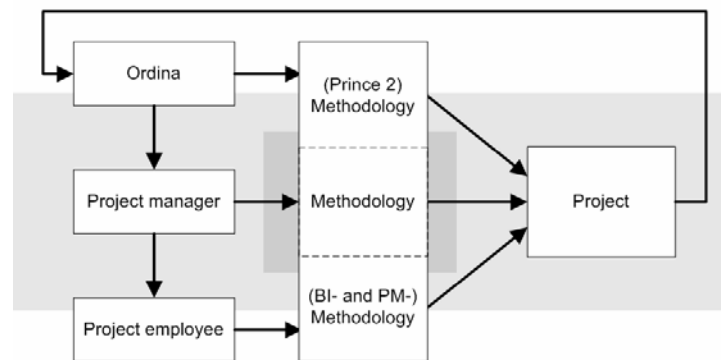 Ordina
(Prince 2)
Methodology
Project manager
Methodology
Project
Project employee
(BI- and PM-)
Methodology